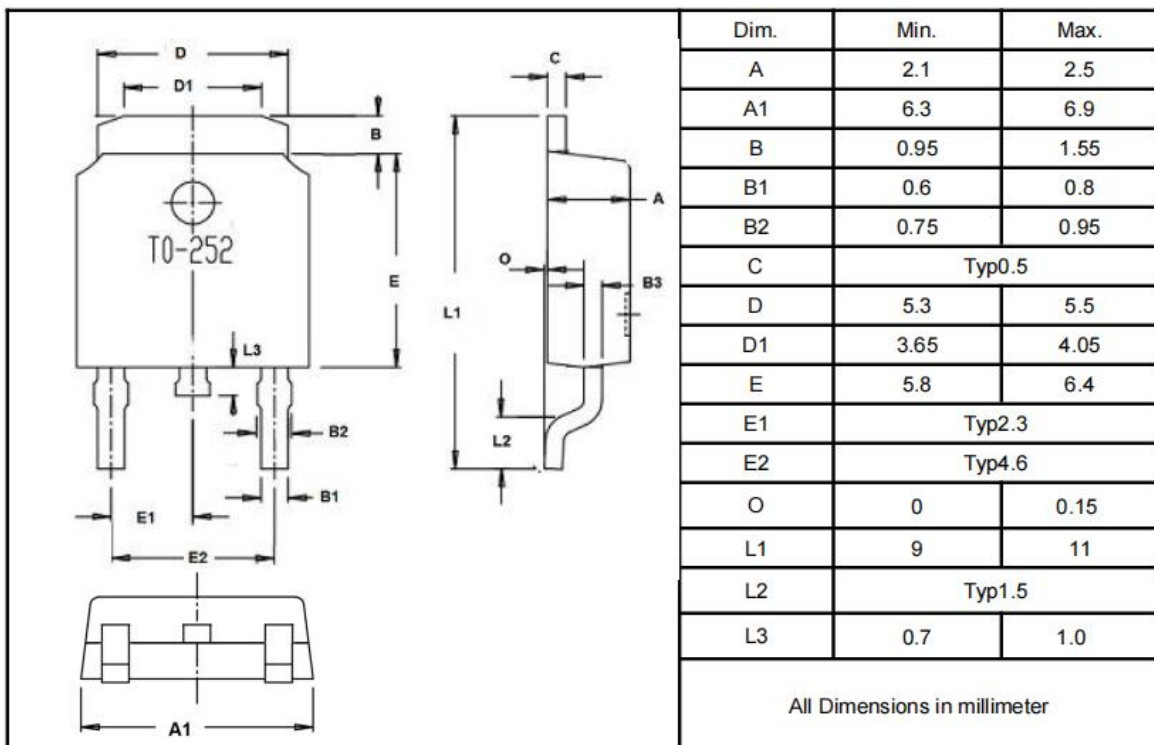 D
D1
B
C
TO-252
E
L3
B2
B1
E1
E2
A1
A
O
B3
L1
L2
Dim. Min. Max.
A 2.1 2.5
A1 6.3 6.9
B 0.95 1.55
B1 0.6 0.8
B2 0.75 0.95
C Typ0.5
D 5.3 5.5
D1 3.65 4.05
E 5.8 6.4
E1 Typ2.3
E2 Typ4.6
O 0 0.15
L1 9 11
L2 Typ1.5
L3 0.7 1.0
All Dimensions in millimeter